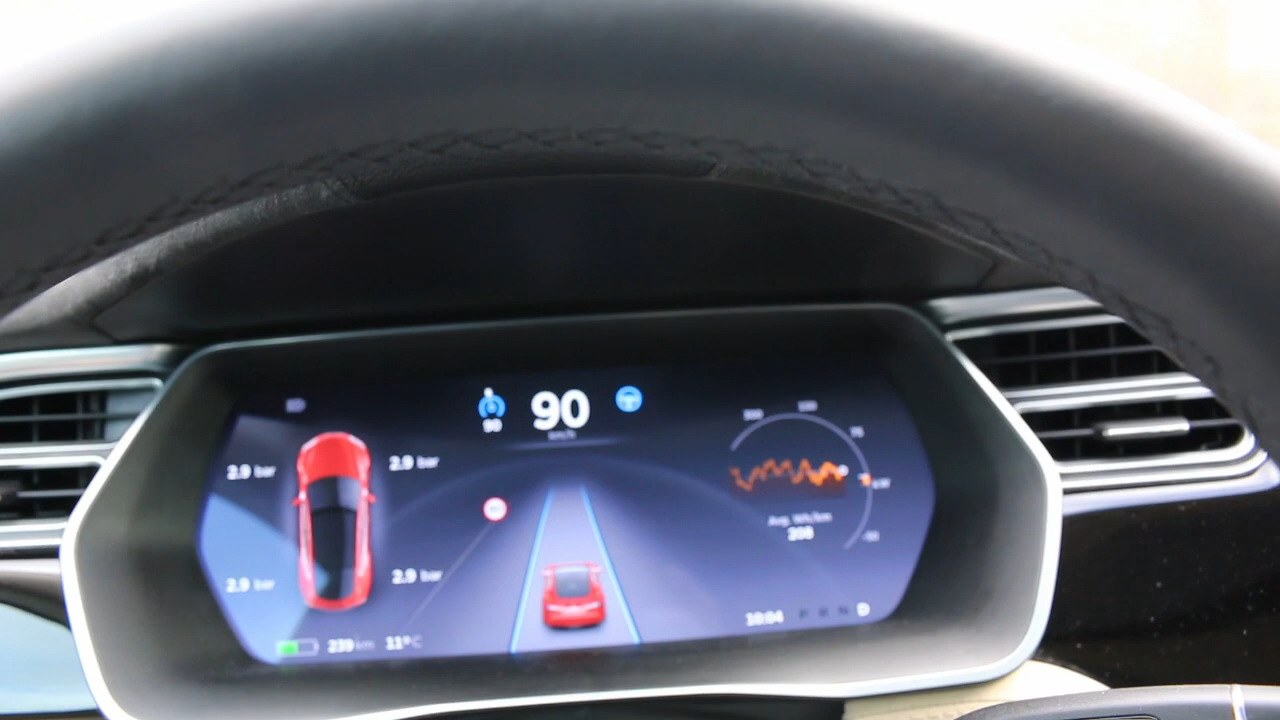 90
90
km/h
2.9 bar
2.9 bar
2.9 bar
2.9 bar
Avg. Wh/km
208
10:04
P R N D
239 km 11°C